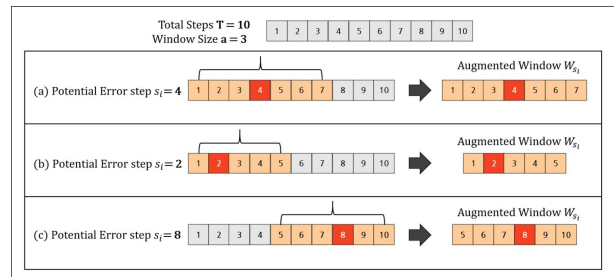 Total Steps T = 10
Window Size a = 3
1 2 3 4 5 6 7 8 9 10
Augmented Window W_{s_i}
(a) Potential Error step s_i = 4
1 2 3 4 5 6 7 8 9 10
1 2 3 4 5 6 7
Augmented Window W_{s_i}
(b) Potential Error step s_i = 2
1 2 3 4 5 6 7 8 9 10
1 2 3 4 5
Augmented Window W_{s_i}
(c) Potential Error step s_i = 8
1 2 3 4 5 6 7 8 9 10
5 6 7 8 9 10